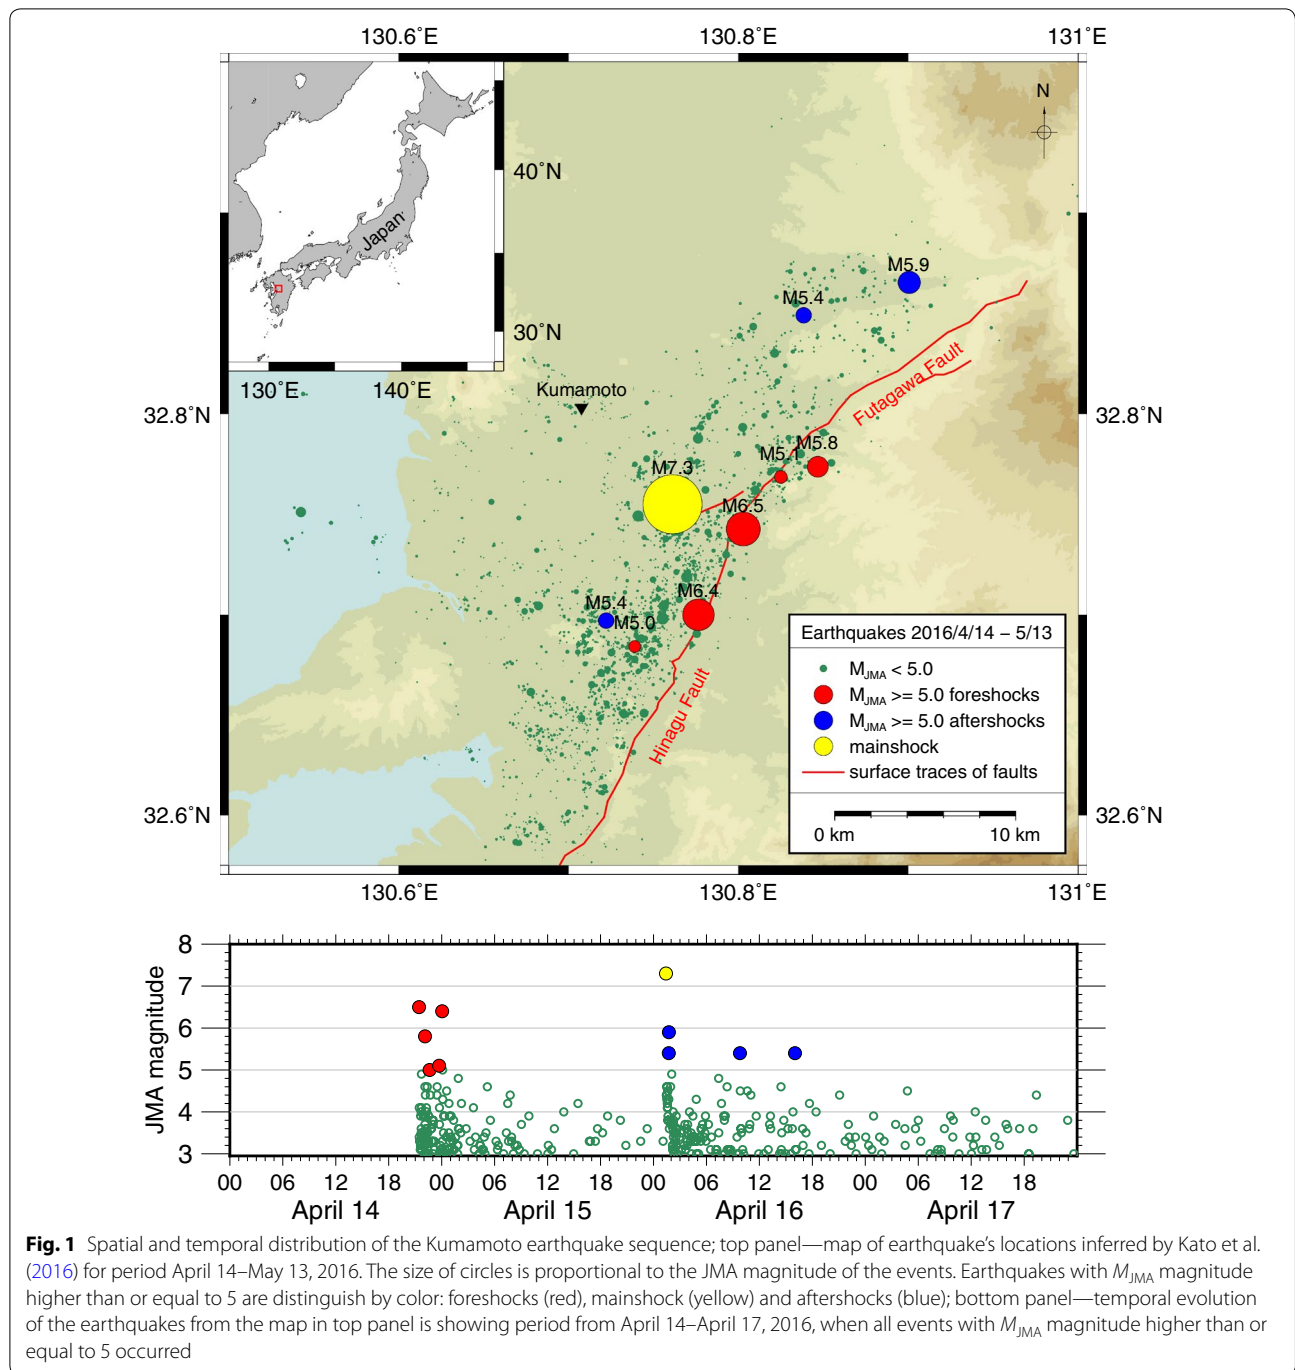 130.6˚E 130.8˚E 131˚E
N
40˚N
Japan
30˚N
130˚E 140˚E
M5.9
M5.4
Kumamoto
32.8˚N 32.8˚N
Futagawa Fault
M5.8
M5.1
M7.3
M6.5
M6.4
M5.4
M5.0
Hinagu Fault
Earthquakes 2016/4/14 – 5/13
MJMA < 5.0
MJMA >= 5.0 foreshocks
MJMA >= 5.0 aftershocks
mainshock
surface traces of faults
0 km 10 km
32.6˚N 32.6˚N
130.6˚E 130.8˚E 131˚E
JMA magnitude
8
7
6
5
4
3
00 06 12 18 00 06 12 18 00 06 12 18 00 06 12 18
April 14 April 15 April 16 April 17
Fig. 1 Spatial and temporal distribution of the Kumamoto earthquake sequence; top panel—map of earthquake's locations inferred by Kato et al.
(2016) for period April 14–May 13, 2016. The size of circles is proportional to the JMA magnitude of the events. Earthquakes with MJMA magnitude
higher than or equal to 5 are distinguish by color: foreshocks (red), mainshock (yellow) and aftershocks (blue); bottom panel—temporal evolution
of the earthquakes from the map in top panel is showing period from April 14–April 17, 2016, when all events with MJMA magnitude higher than or
equal to 5 occurred